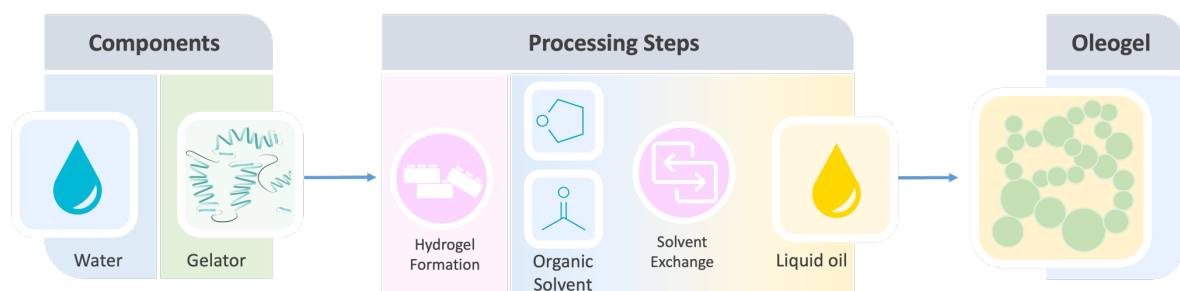 Components
Processing Steps
Oleogel
Water
Gelator
Hydrogel
Formation
Organic
Solvent
Solvent
Exchange
Liquid oil